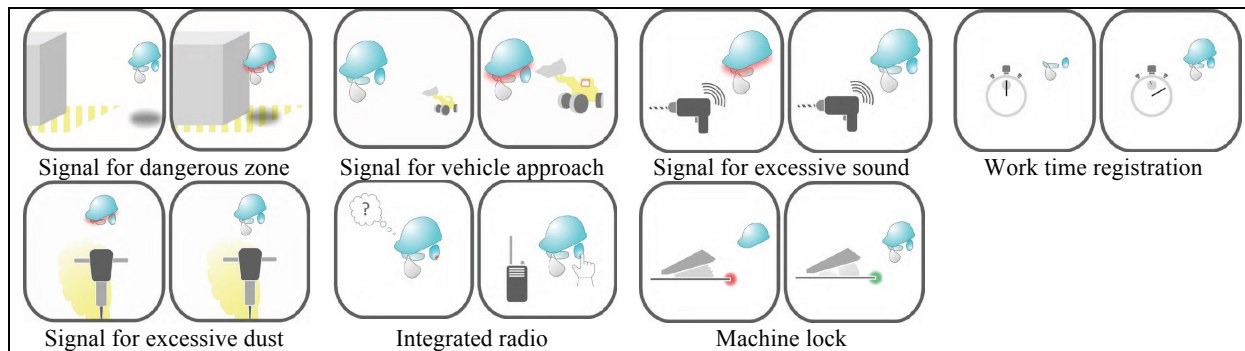 Signal for dangerous zone
Signal for vehicle approach
Signal for excessive sound
Work time registration
?
Signal for excessive dust
Integrated radio
Machine lock